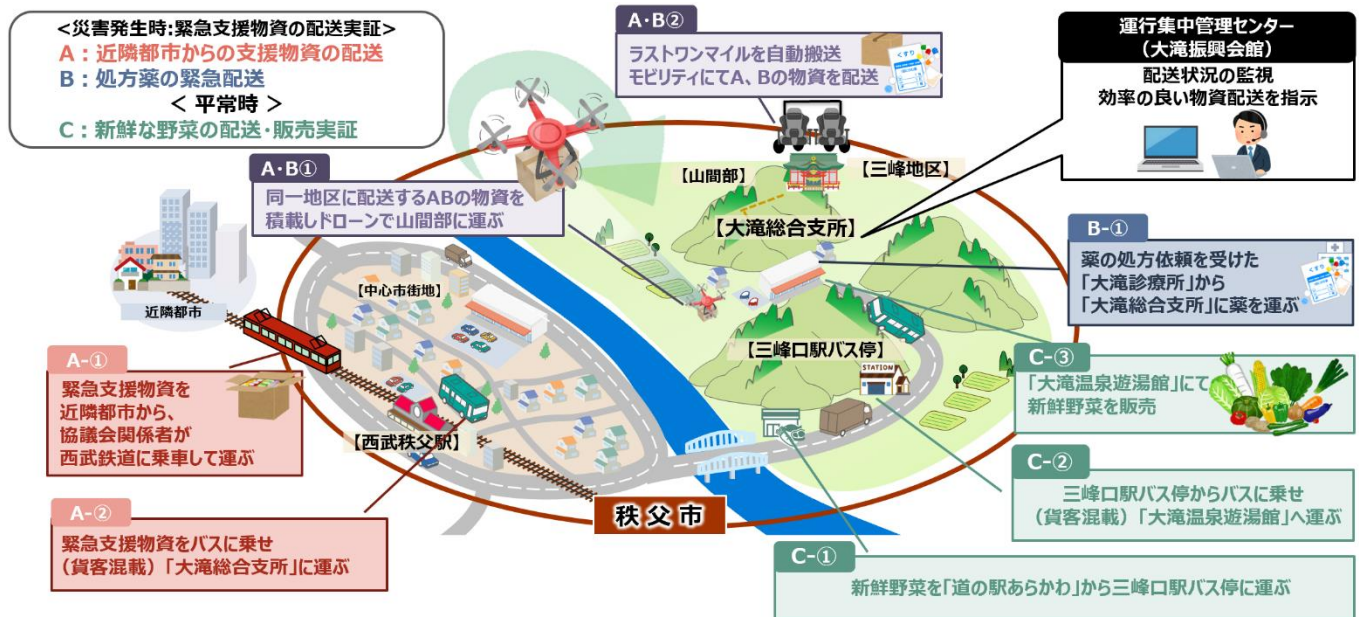 <災害発生時:緊急支援物資の配送実証>
A：近隣都市からの支援物資の配送
B：処方薬の緊急配送
< 平常時 >
C：新鮮な野菜の配送・販売実証
A・B②
ラストワンマイルを自動搬送
モビリティにてA、Bの物資を配送
くすり
運行集中管理センター
（大滝振興会館）
配送状況の監視
効率の良い物資配送を指示
A・B①
同一地区に配送するABの物資を
積載しドローンで山間部に運ぶ
【山間部】
【三峰地区】
【大滝総合支所】
B-①
薬の処方依頼を受けた
「大滝診療所」から
「大滝総合支所」に薬を運ぶ
くすり
近隣都市
【中心市街地】
【三峰口駅バス停】
STATION
C-③
「大滝温泉遊湯館」にて
新鮮野菜を販売
A-①
緊急支援物資を
近隣都市から、
協議会関係者が
西武鉄道に乗車して運ぶ
【西武秩父駅】
C-②
三峰口駅バス停からバスに乗せ
（貨客混載）「大滝温泉遊湯館」へ運ぶ
A-②
緊急支援物資をバスに乗せ
（貨客混載）「大滝総合支所」に運ぶ
秩父市
C-①
新鮮野菜を「道の駅あらかわ」から三峰口駅バス停に運ぶ